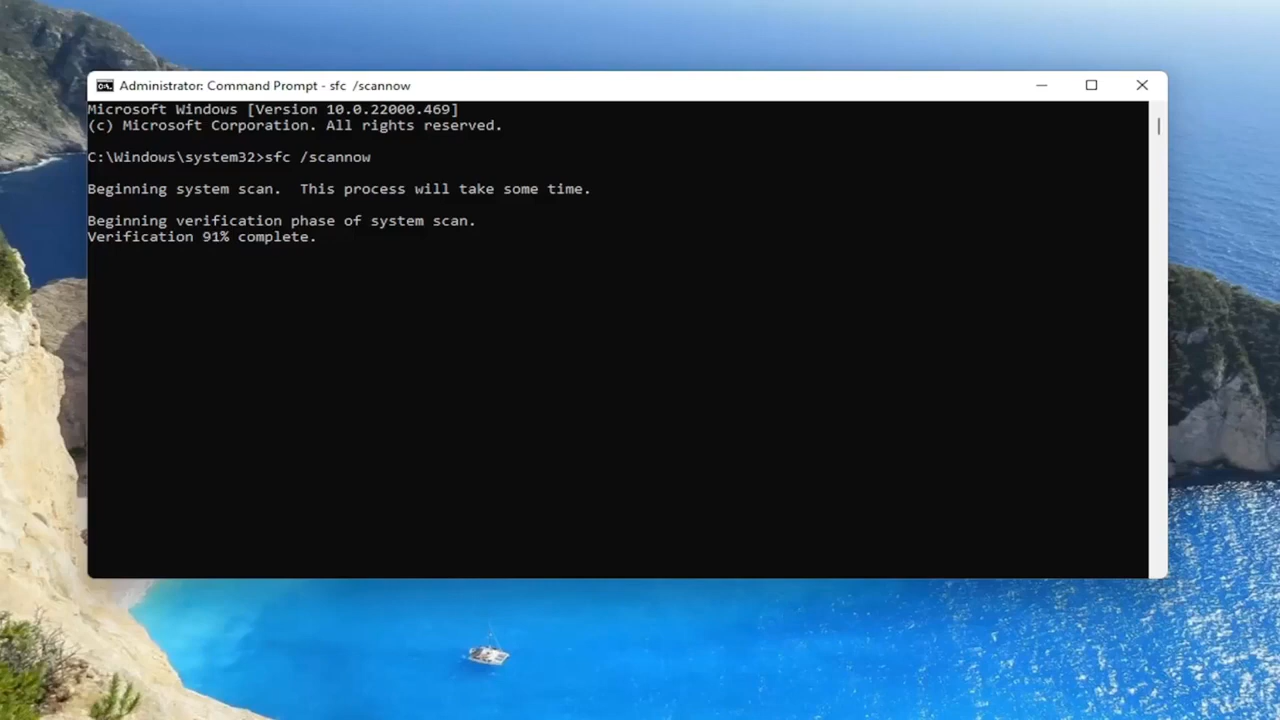 Administrator: Command Prompt - sfc  /scannow
Microsoft Windows [Version 10.0.22000.469]
(c) Microsoft Corporation. All rights reserved.
C:\Windows\system32>sfc /scannow
Beginning system scan.  This process will take some time.
Beginning verification phase of system scan.
Verification 91% complete.